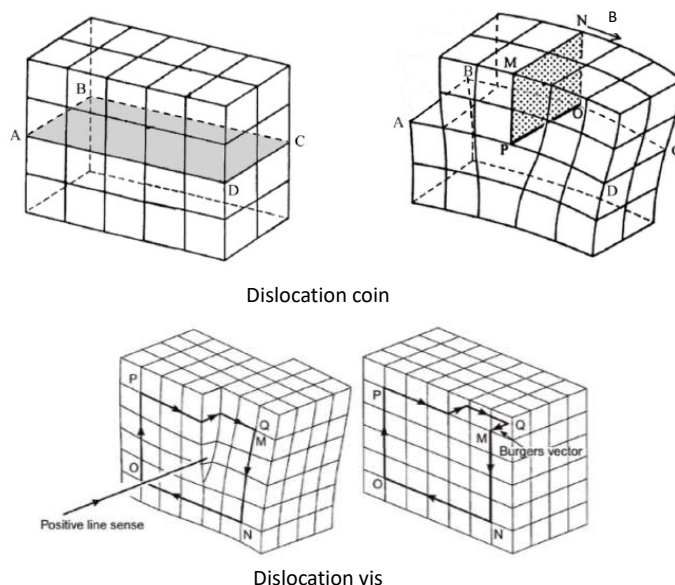 B
A
C
D
N
B
M
B
A
O
P
C
D
Dislocation coin
P
Q
M
O
N
Positive line sense
P
Q
M
Burgers vector
O
N
Dislocation vis